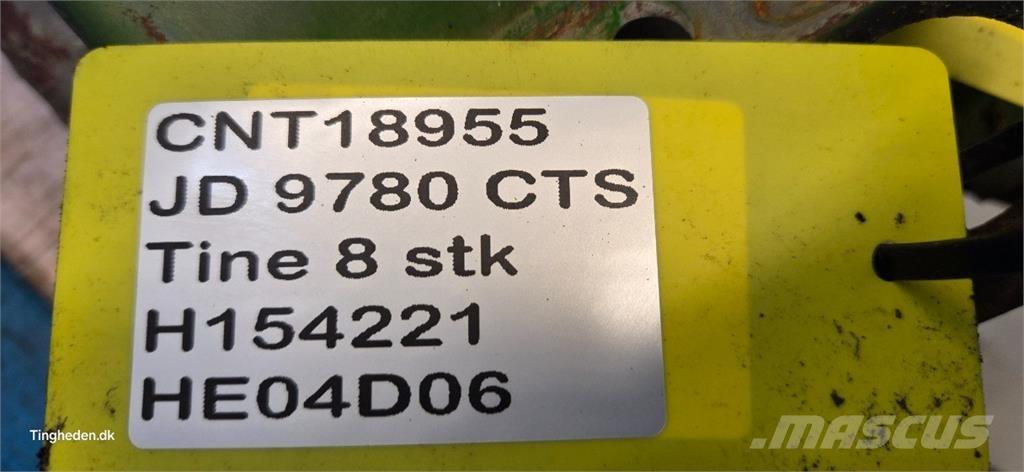 CNT18955
JD 9780 CTS
Tine 8 stk
H154221
HE04D06
Tingheden.dk
MASCUS